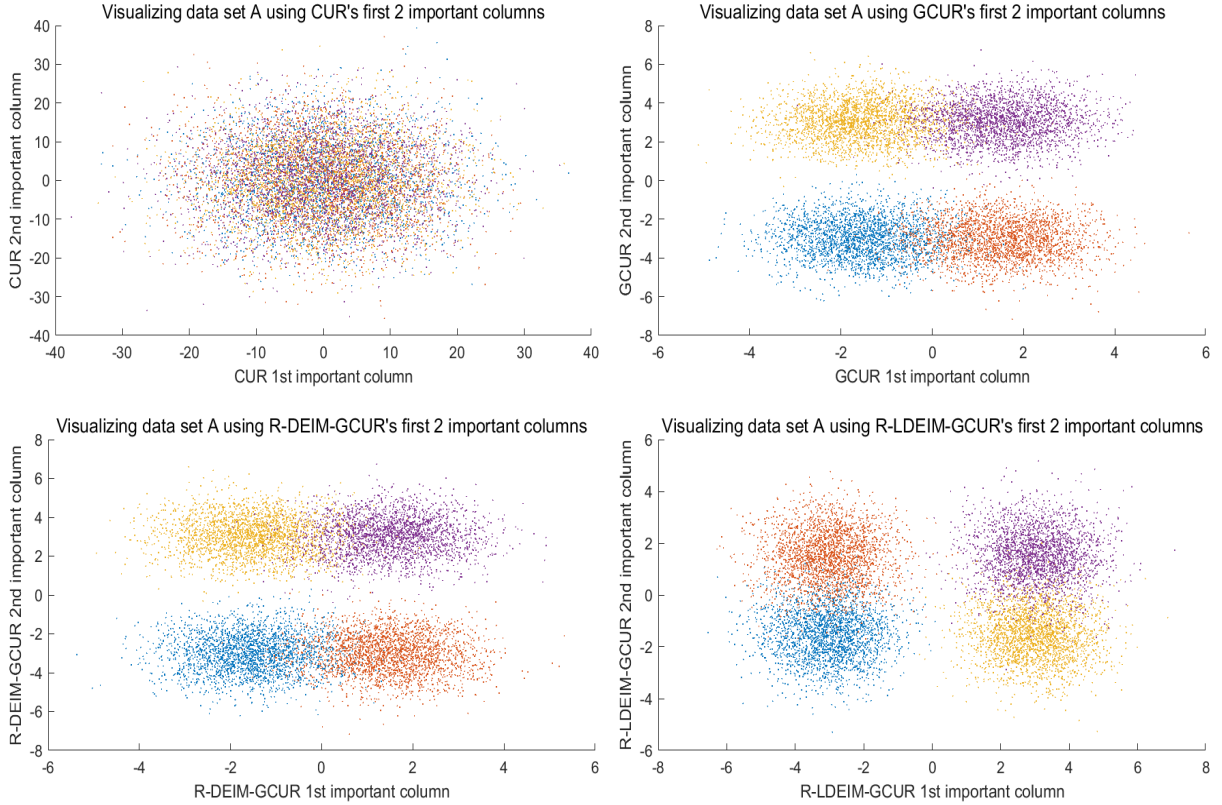 Visualizing data set A using CUR's first 2 important columns
CUR 2nd important column
40
30
20
10
0
-10
-20
-30
-40
-40 -30 -20 -10 0 10 20 30 40
CUR 1st important column
Visualizing data set A using GCUR's first 2 important columns
GCUR 2nd important column
8
6
4
2
0
-2
-4
-6
-8
-6 -4 -2 0 2 4 6
GCUR 1st important column
Visualizing data set A using R-DEIM-GCUR's first 2 important columns
R-DEIM-GCUR 2nd important column
8
6
4
2
0
-2
-4
-6
-8
-6 -4 -2 0 2 4 6
R-DEIM-GCUR 1st important column
Visualizing data set A using R-LDEIM-GCUR's first 2 important columns
R-LDEIM-GCUR 2nd important column
6
4
2
0
-2
-4
-6
-8 -6 -4 -2 0 2 4 6 8
R-LDEIM-GCUR 1st important column